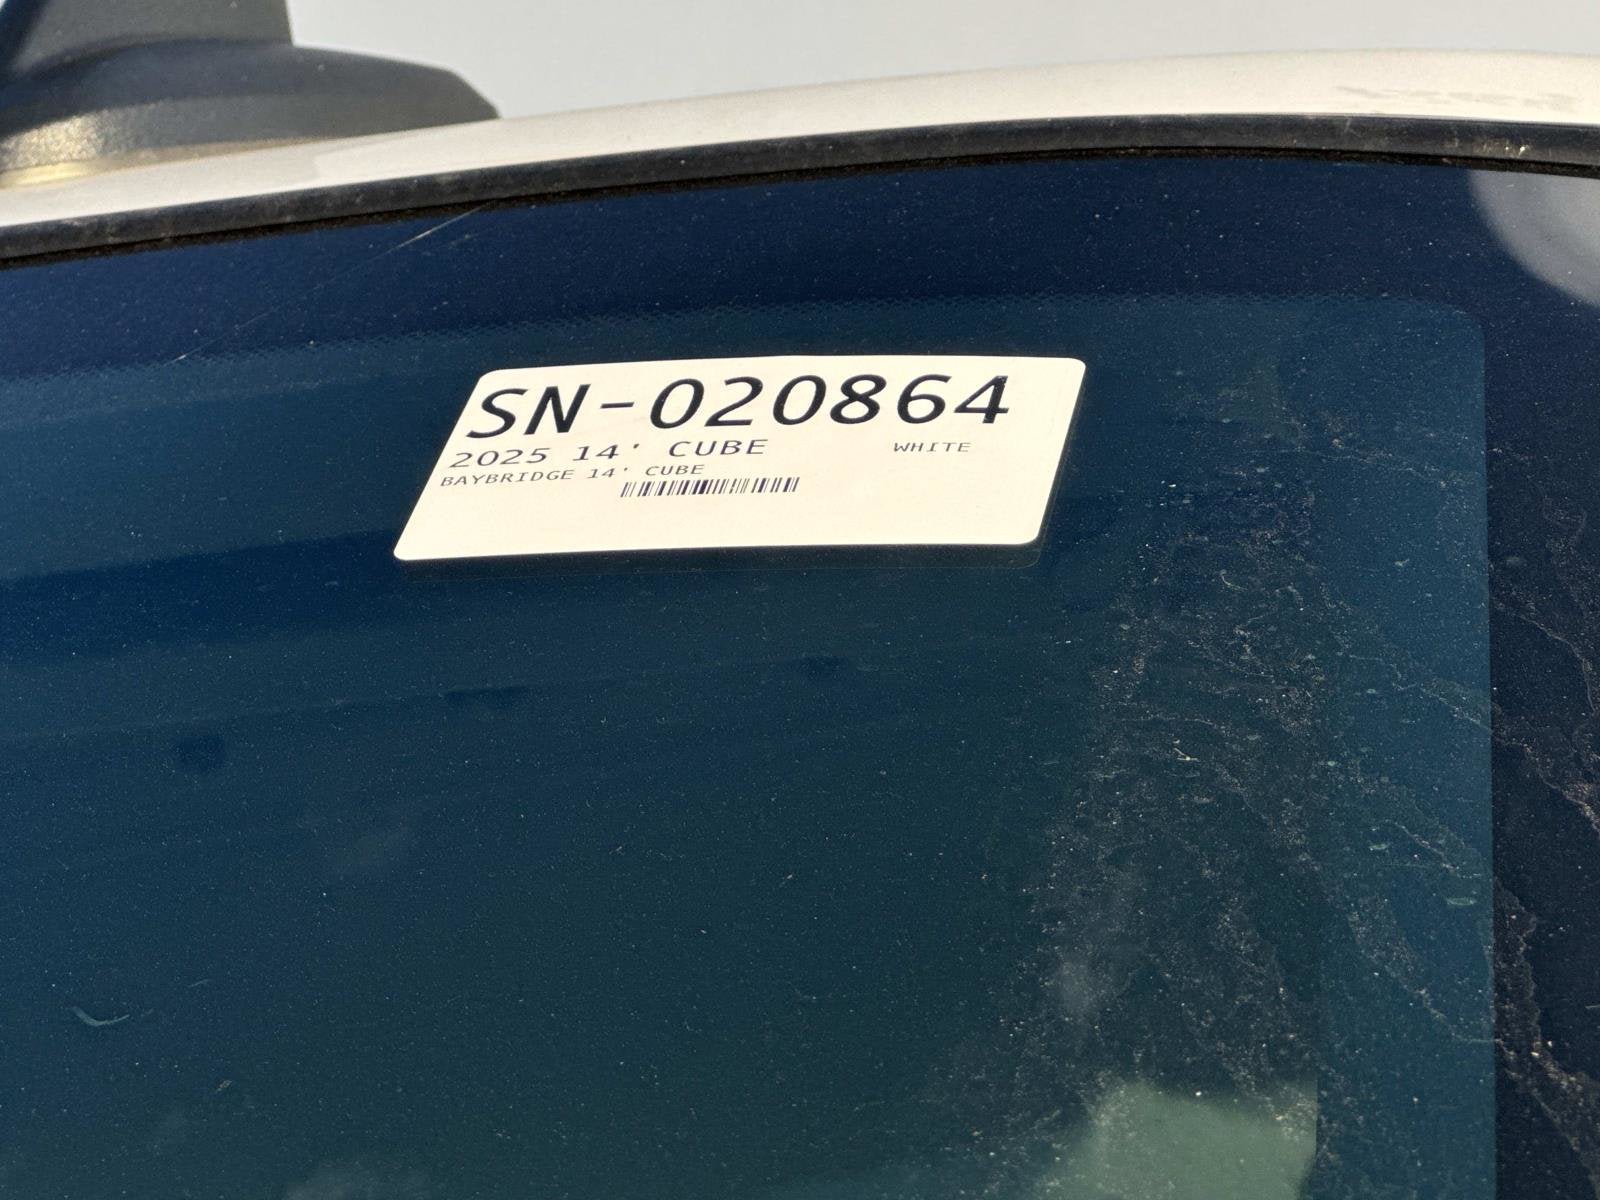 SN-020864
2025 14' CUBE WHITE
BAYBRIDGE 14' CUBE